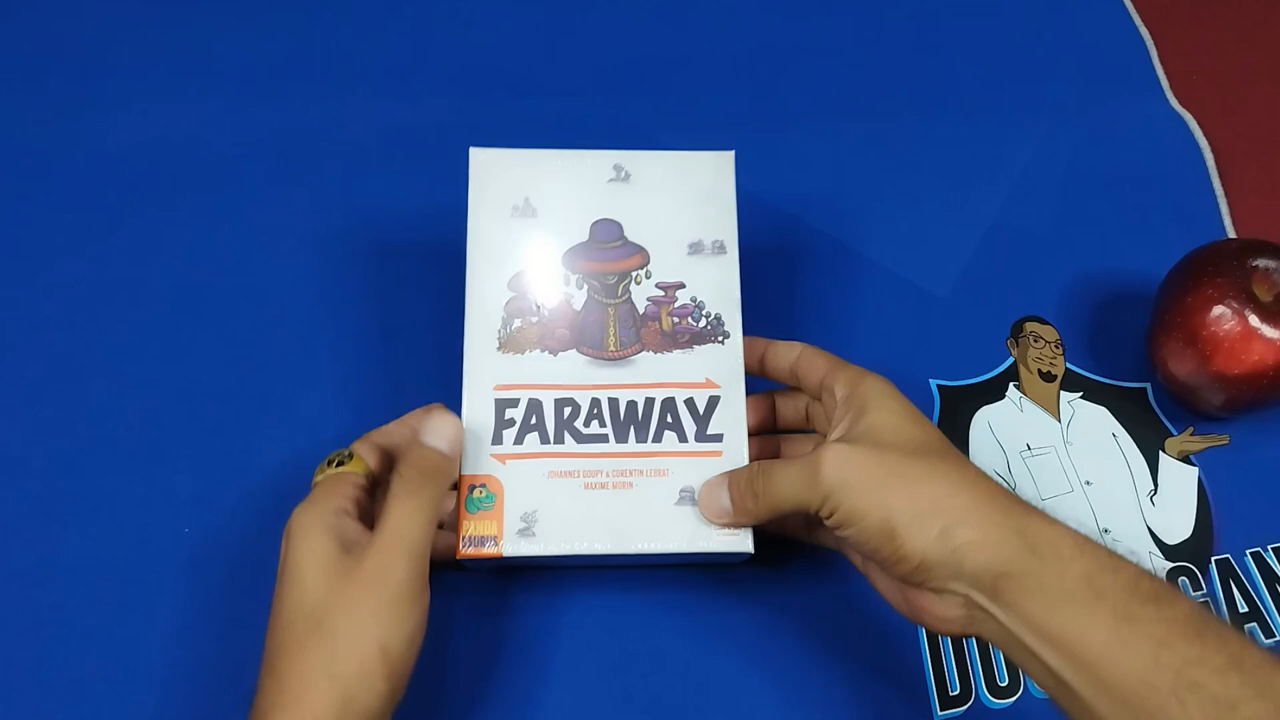 FARAWAY
· JOHANNES GOUPY & CORENTIN LEBRAT ·
· MAXIME MORIN ·
PANDA
SAURUS